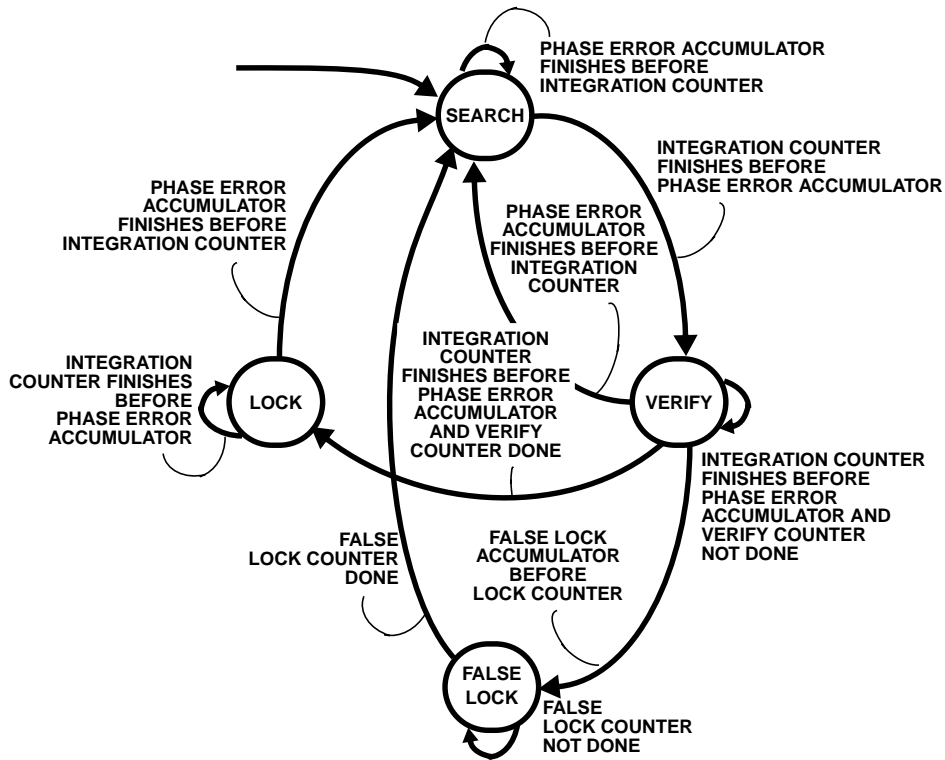 PHASE ERROR ACCUMULATOR
FINISHES BEFORE
INTEGRATION COUNTER
SEARCH
INTEGRATION COUNTER
FINISHES BEFORE
PHASE ERROR ACCUMULATOR
PHASE ERROR
ACCUMULATOR
FINISHES BEFORE
INTEGRATION COUNTER
PHASE ERROR
ACCUMULATOR
FINISHES BEFORE
INTEGRATION
COUNTER
INTEGRATION
COUNTER FINISHES
BEFORE
PHASE ERROR
ACCUMULATOR
LOCK
INTEGRATION
COUNTER
FINISHES BEFORE
PHASE ERROR
ACCUMULATOR
AND VERIFY
COUNTER DONE
VERIFY
INTEGRATION COUNTER
FINISHES BEFORE
PHASE ERROR
ACCUMULATOR AND
VERIFY COUNTER
NOT DONE
FALSE
LOCK COUNTER
DONE
FALSE LOCK
ACCUMULATOR
BEFORE
LOCK COUNTER
FALSE
LOCK
FALSE
LOCK COUNTER
NOT DONE